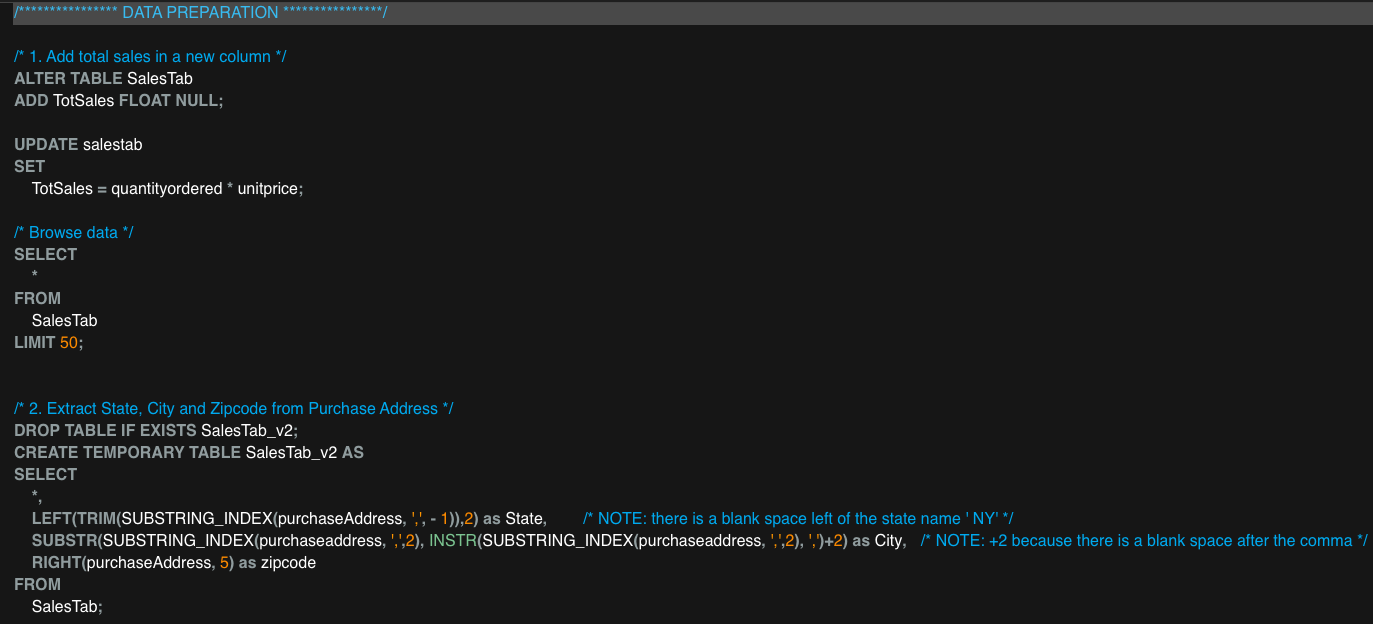 /**************** DATA PREPARATION ****************/
/* 1. Add total sales in a new column */
ALTER TABLE SalesTab
ADD TotSales FLOAT NULL;
UPDATE salestab
SET
TotSales = quantityordered * unitprice;
/* Browse data */
SELECT
*
FROM
SalesTab
LIMIT 50;
/* 2. Extract State, City and Zipcode from Purchase Address */
DROP TABLE IF EXISTS SalesTab_v2;
CREATE TEMPORARY TABLE SalesTab_v2 AS
SELECT
*,
LEFT(TRIM(SUBSTRING_INDEX(purchaseAddress, ',', - 1)),2) as State, /* NOTE: there is a blank space left of the state name ' NY' */
SUBSTR(SUBSTRING_INDEX(purchaseaddress, ',',2), INSTR(SUBSTRING_INDEX(purchaseaddress, ',',2), ',')+2) as City, /* NOTE: +2 because there is a blank space after the comma */
RIGHT(purchaseAddress, 5) as zipcode
FROM
SalesTab;